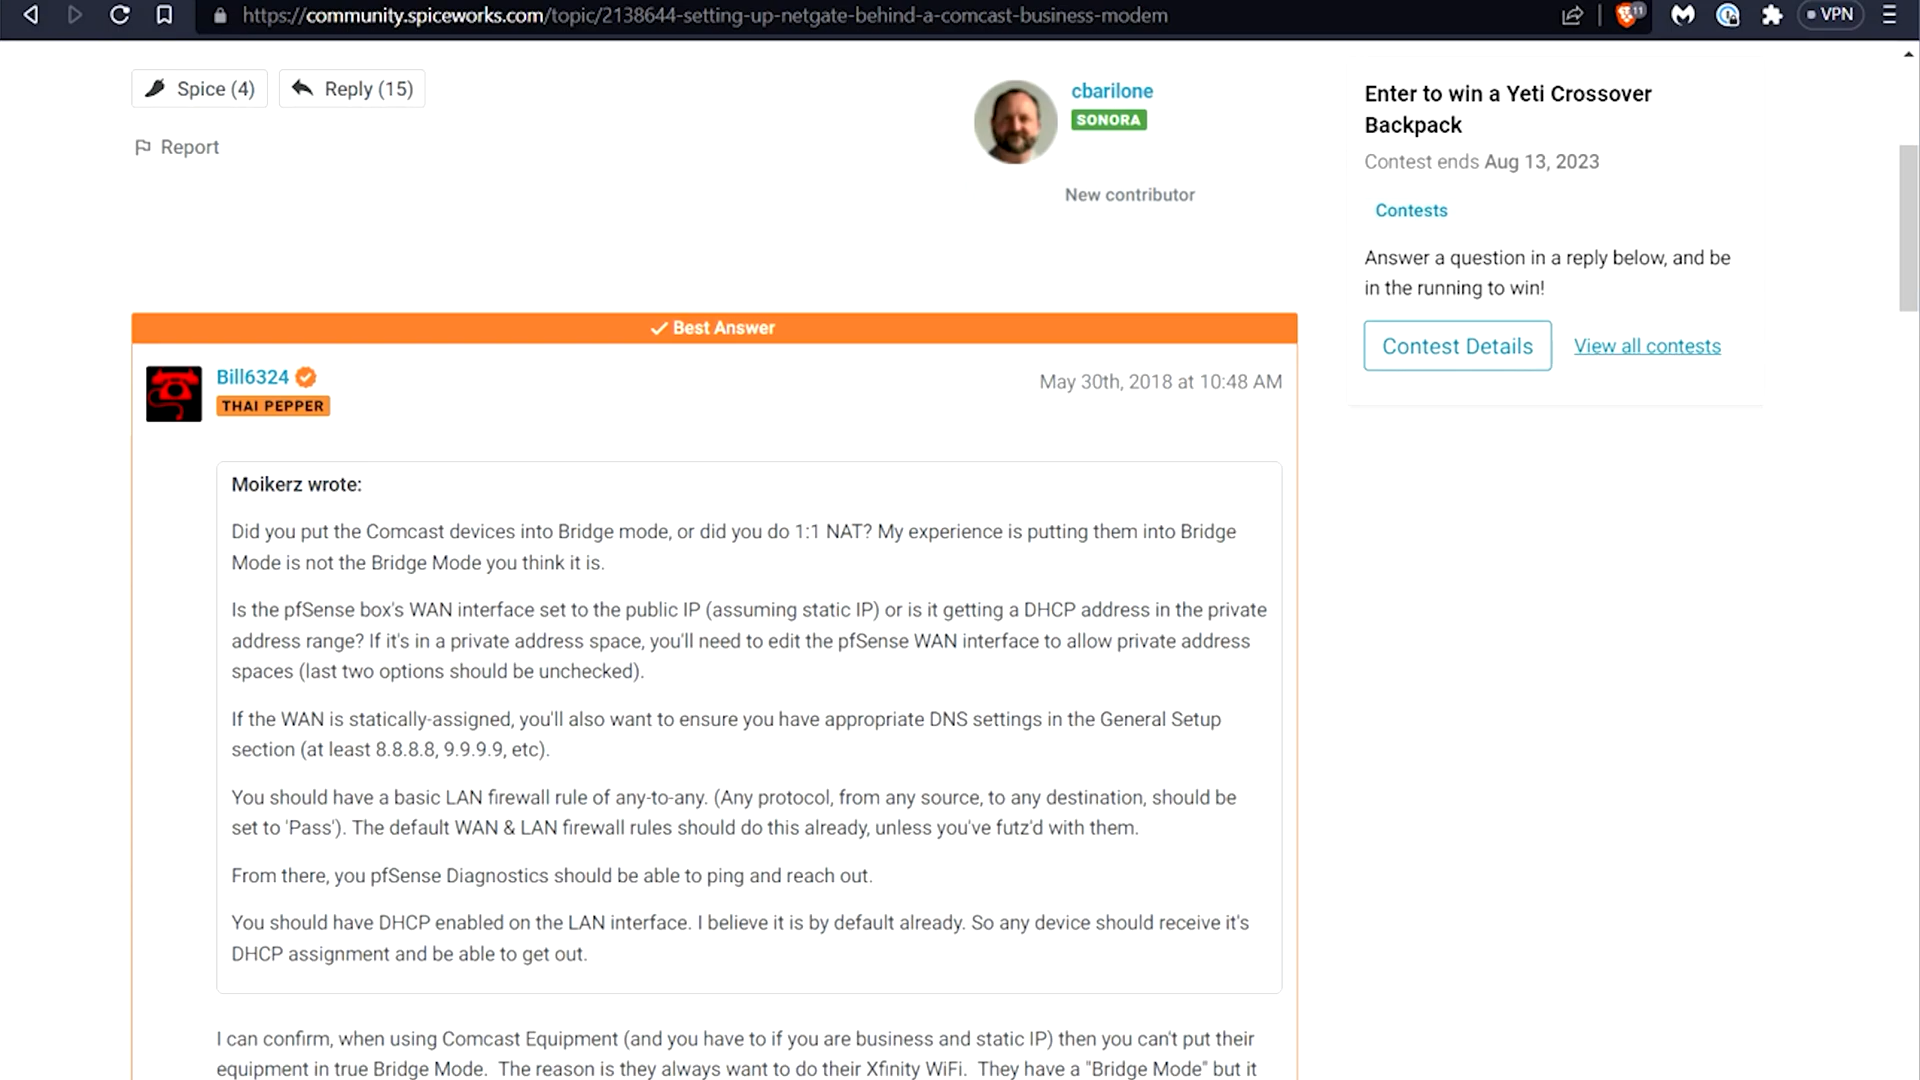 https://community.spiceworks.com/topic/2138644-setting-up-netgate-behind-a-comcast-business-modem
11
VPN
Spice (4)
Reply (15)
Report
cbarilone
SONORA
New contributor
Enter to win a Yeti Crossover
Backpack
Contest ends Aug 13, 2023
Contests
Answer a question in a reply below, and be
in the running to win!
Contest Details
View all contests
Best Answer
Bill6324
THAI PEPPER
May 30th, 2018 at 10:48 AM
Moikerz wrote:
Did you put the Comcast devices into Bridge mode, or did you do 1:1 NAT? My experience is putting them into Bridge
Mode is not the Bridge Mode you think it is.
Is the pfSense box's WAN interface set to the public IP (assuming static IP) or is it getting a DHCP address in the private
address range? If it's in a private address space, you'll need to edit the pfSense WAN interface to allow private address
spaces (last two options should be unchecked).
If the WAN is statically-assigned, you'll also want to ensure you have appropriate DNS settings in the General Setup
section (at least 8.8.8.8, 9.9.9.9, etc).
You should have a basic LAN firewall rule of any-to-any. (Any protocol, from any source, to any destination, should be
set to 'Pass'). The default WAN & LAN firewall rules should do this already, unless you've futz'd with them.
From there, you pfSense Diagnostics should be able to ping and reach out.
You should have DHCP enabled on the LAN interface. I believe it is by default already. So any device should receive it's
DHCP assignment and be able to get out.
I can confirm, when using Comcast Equipment (and you have to if you are business and static IP) then you can't put their
equipment in true Bridge Mode. The reason is they always want to do their Xfinity WiFi. They have a "Bridge Mode" but it